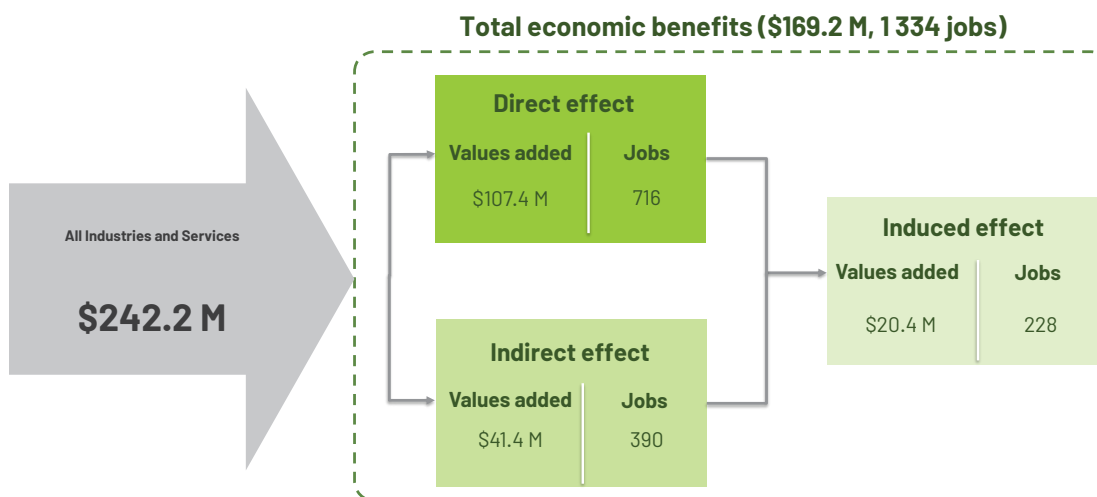 Total economic benefits ($169.2 M, 1 334 jobs)
All Industries and Services
$242.2 M
Direct effect
Values added Jobs
$107.4 M 716
Indirect effect
Values added Jobs
$41.4 M 390
Induced effect
Values added Jobs
$20.4 M 228